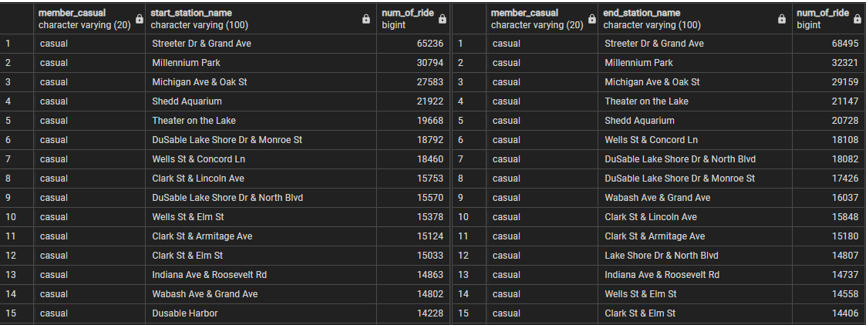 member_casual start_station_name num_of_ride member_casual end_station_name num_of_ride
character varying (20) character varying (100) bigint character varying (20) character varying (100) bigint
1 casual Streeter Dr & Grand Ave 65236 1 casual Streeter Dr & Grand Ave 68495
2 casual Millennium Park 30794 2 casual Millennium Park 32321
3 casual Michigan Ave & Oak St 27583 3 casual Michigan Ave & Oak St 29159
4 casual Shedd Aquarium 21922 4 casual Theater on the Lake 21147
5 casual Theater on the Lake 19668 5 casual Shedd Aquarium 20728
6 casual DuSable Lake Shore Dr & Monroe St 18792 6 casual Wells St & Concord Ln 18108
7 casual Wells St & Concord Ln 18460 7 casual DuSable Lake Shore Dr & North Blvd 18082
8 casual Clark St & Lincoln Ave 15753 8 casual DuSable Lake Shore Dr & Monroe St 17426
9 casual DuSable Lake Shore Dr & North Blvd 15570 9 casual Wabash Ave & Grand Ave 16037
10 casual Wells St & Elm St 15378 10 casual Clark St & Lincoln Ave 15848
11 casual Clark St & Armitage Ave 15124 11 casual Clark St & Armitage Ave 15180
12 casual Clark St & Elm St 15033 12 casual Lake Shore Dr & North Blvd 14807
13 casual Indiana Ave & Roosevelt Rd 14863 13 casual Indiana Ave & Roosevelt Rd 14737
14 casual Wabash Ave & Grand Ave 14802 14 casual Wells St & Elm St 14558
15 casual Dusable Harbor 14228 15 casual Clark St & Elm St 14406